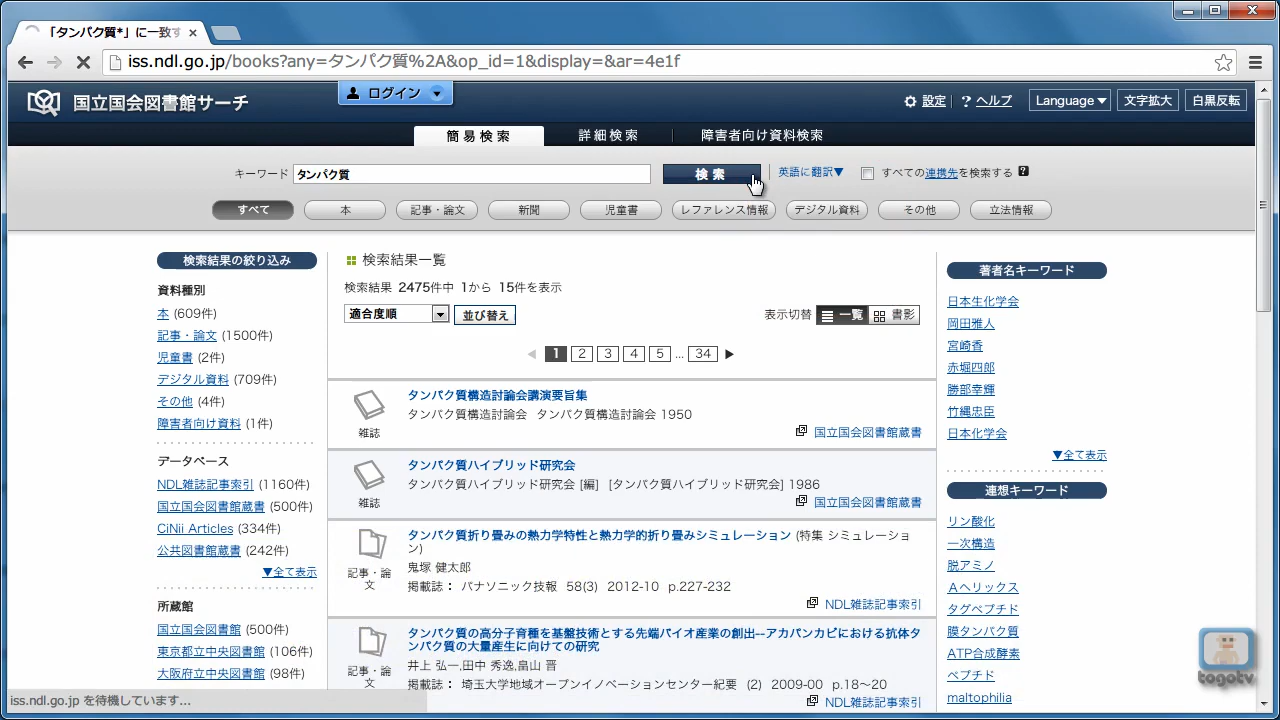 「タンパク質*」に一致す
iss.ndl.go.jp/books?any=タンパク質%2A&op_id=1&display=&ar=4e1f
国立国会図書館サーチ
ログイン
設定 ? ヘルプ Language 文字拡大 白黒反転
簡易検索 詳細検索 障害者向け資料検索
キーワード タンパク質 検索 英語に翻訳▼ すべての連携先を検索する ?
すべて 本 記事・論文 新聞 児童書 レファレンス情報 デジタル資料 その他 立法情報
検索結果の絞り込み
資料種別
本 (609件)
記事・論文 (1500件)
児童書 (2件)
デジタル資料 (709件)
その他 (4件)
障害者向け資料 (1件)
データベース
NDL雑誌記事索引 (1160件)
国立国会図書館蔵書 (500件)
CiNii Articles (334件)
公共図書館蔵書 (242件)
▼全て表示
所蔵館
国立国会図書館 (500件)
東京都立中央図書館 (106件)
大阪府立中央図書館 (98件)
検索結果一覧
検索結果 2475件中 1から 15件を表示
適合度順 並び替え 表示切替 一覧 書影
1 2 3 4 5 ... 34
タンパク質構造討論会講演要旨集
タンパク質構造討論会 タンパク質構造討論会 1950
雑誌
国立国会図書館蔵書
タンパク質ハイブリッド研究会
タンパク質ハイブリッド研究会 [編] [タンパク質ハイブリッド研究会] 1986
雑誌
国立国会図書館蔵書
タンパク質折り畳みの熱力学特性と熱力学的折り畳みシミュレーション (特集 シミュレーショ
ン)
鬼塚 健太郎
記事・論
文
掲載誌： パナソニック技報 58(3) 2012-10 p.227-232
NDL雑誌記事索引
タンパク質の高分子育種を基盤技術とする先端バイオ産業の創出--アカパンカビにおける抗体タ
ンパク質の大量産生に向けての研究
井上 弘一,田中 秀逸,畠山 晋
記事・論
文
掲載誌： 埼玉大学地域オープンイノベーションセンター紀要 (2) 2009-00 p.18〜20
NDL雑誌記事索引
著者名キーワード
日本生化学会
岡田雅人
宮崎香
赤堀四郎
勝部幸輝
竹縄忠臣
日本化学会
▼全て表示
連想キーワード
リン酸化
一次構造
脱アミノ
Aヘリックス
タグペプチド
膜タンパク質
ATP合成酵素
ペプチド
maltophilia
togotv
iss.ndl.go.jp を待機しています...